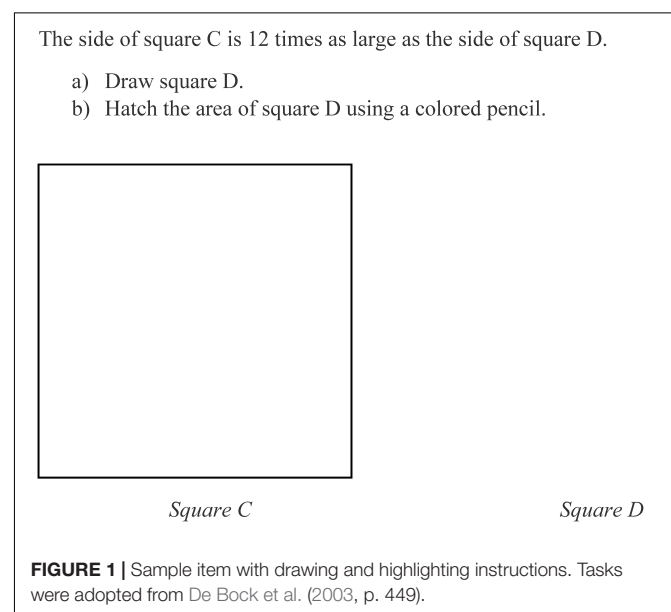 The side of square C is 12 times as large as the side of square D.
a) Draw square D.
b) Hatch the area of square D using a colored pencil.
Square C
Square D
FIGURE 1 | Sample item with drawing and highlighting instructions. Tasks
were adopted from De Bock et al. (2003, p. 449).